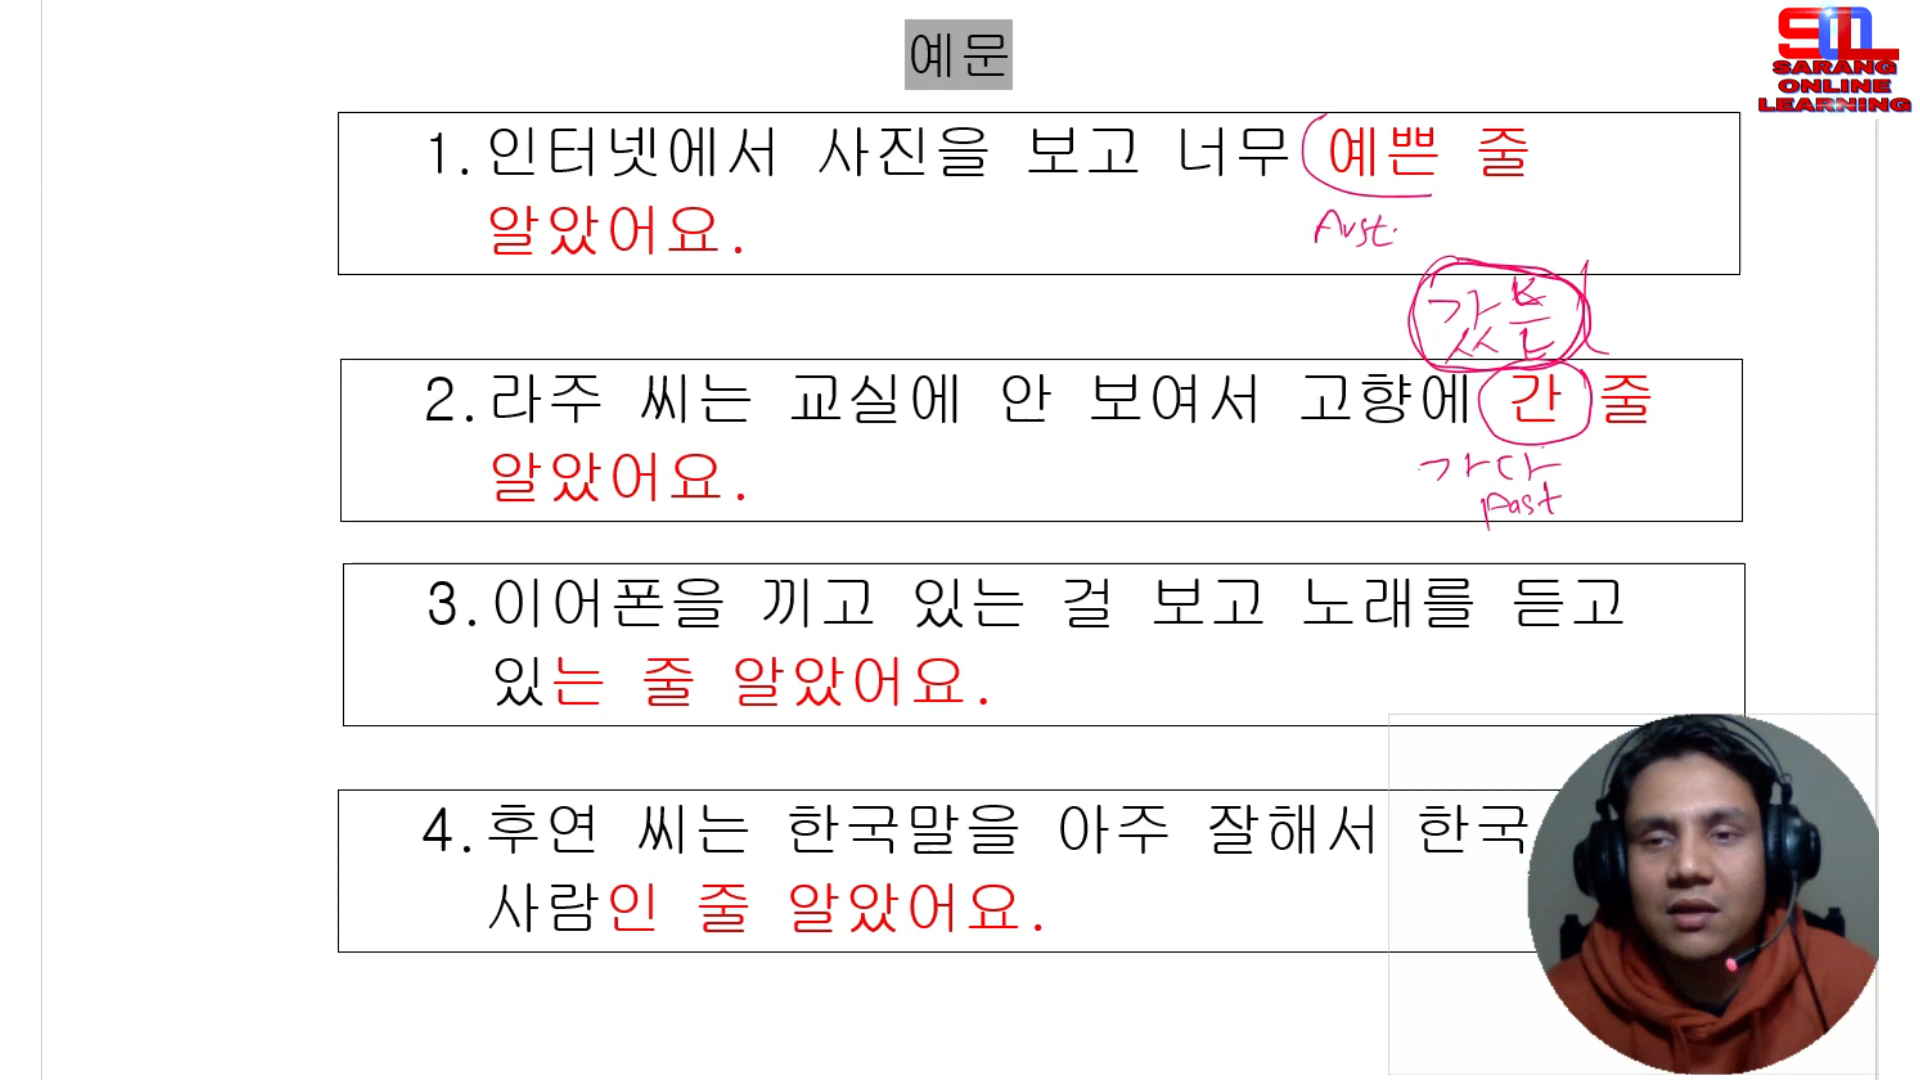 예문
SOL
SARANG
ONLINE
LEARNING
1. 인터넷에서 사진을 보고 너무 예쁜 줄
알았어요.
2. 라주 씨는 교실에 안 보여서 고향에 간 줄
알았어요.
가다
past
3. 이어폰을 끼고 있는 걸 보고 노래를 듣고
있는 줄 알았어요.
4. 후연 씨는 한국말을 아주 잘해서 한국
사람인 줄 알았어요.